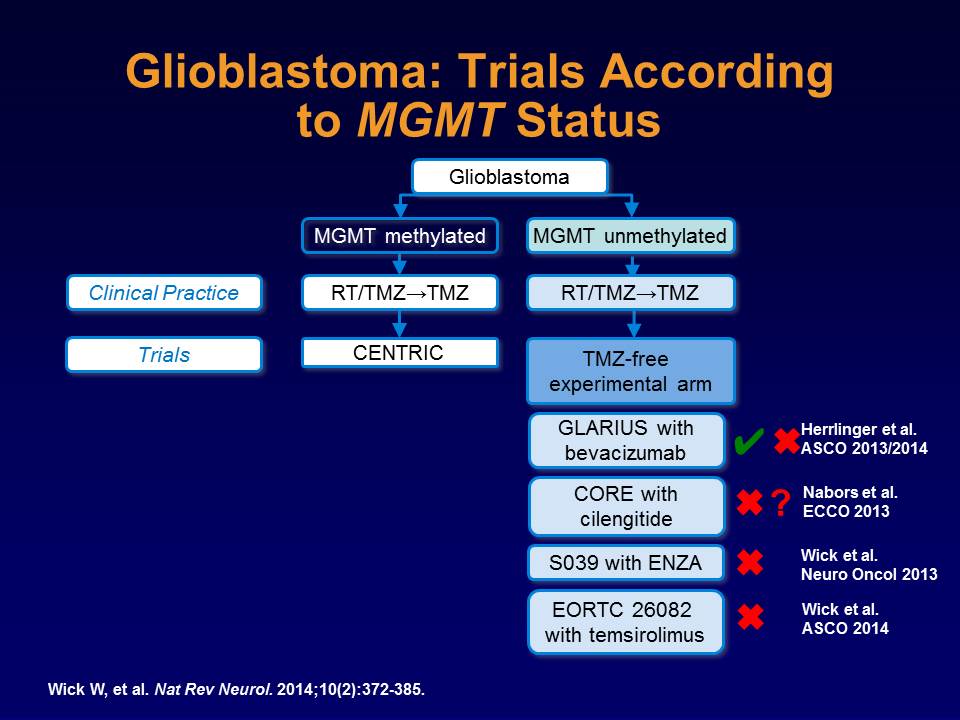 Glioblastoma: Trials According
to MGMT Status
Glioblastoma
MGMT methylated
MGMT unmethylated
Clinical Practice
RT/TMZ→TMZ
RT/TMZ→TMZ
Trials
CENTRIC
TMZ-free
experimental arm
GLARIUS with
bevacizumab
✔ ✖
Herrlinger et al.
ASCO 2013/2014
CORE with
cilengitide
✖ ?
Nabors et al.
ECCO 2013
S039 with ENZA
✖
Wick et al.
Neuro Oncol 2013
EORTC 26082
with temsirolimus
✖
Wick et al.
ASCO 2014
Wick W, et al. Nat Rev Neurol. 2014;10(2):372-385.